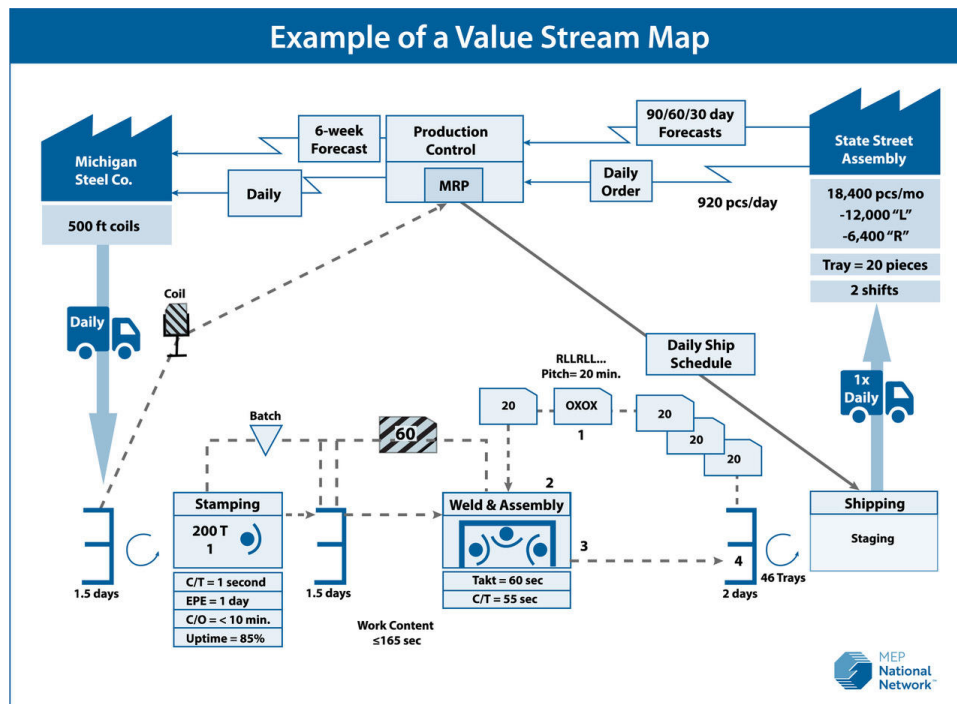 Example of a Value Stream Map
Michigan
Steel Co.
500 ft coils
Daily
6-week
Forecast
Daily
Production
Control
MRP
90/60/30 day
Forecasts
Daily
Order
920 pcs/day
State Street
Assembly
18,400 pcs/mo
-12,000 "L"
-6,400 "R"
Tray = 20 pieces
2 shifts
Coil
Daily Ship
Schedule
1x
Daily
RLLRLL...
Pitch= 20 min.
20
OXOX
1
20
20
20
Batch
60
1.5 days
Stamping
200 T
1
C/T = 1 second
EPE = 1 day
C/O = < 10 min.
Uptime = 85%
1.5 days
Work Content
≤165 sec
2
Weld & Assembly
Takt = 60 sec
C/T = 55 sec
3
4
2 days
46 Trays
Shipping
Staging
MEP
National
Network™